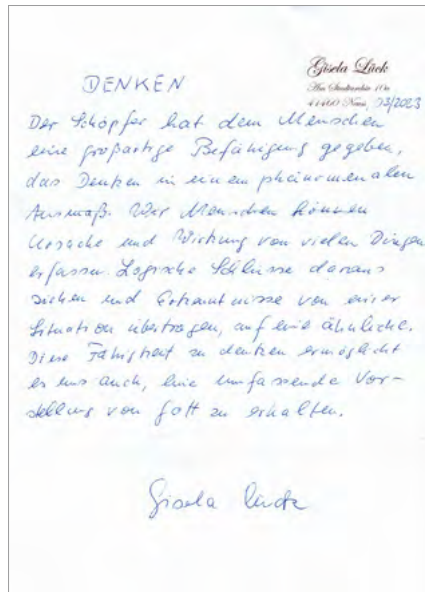 Gisela Lück
Am Stadtarchiv 10a
41460 Neuss, 03/2023
DENKEN
Der Schöpfer hat dem Menschen
eine großartige Befähigung gegeben,
das Denken in einem phänomenalen
Ausmaß. Wir Menschen können
Ursache und Wirkung von vielen Dingen
erfassen. Logische Schlüsse daraus
ziehen und Erkenntnisse von einer
Situation übertragen, auf eine ähnliche.
Diese Fähigkeit zu denken ermöglicht
es uns auch, eine umfassende Vor-
stellung von Gott zu erhalten.
Gisela Lück